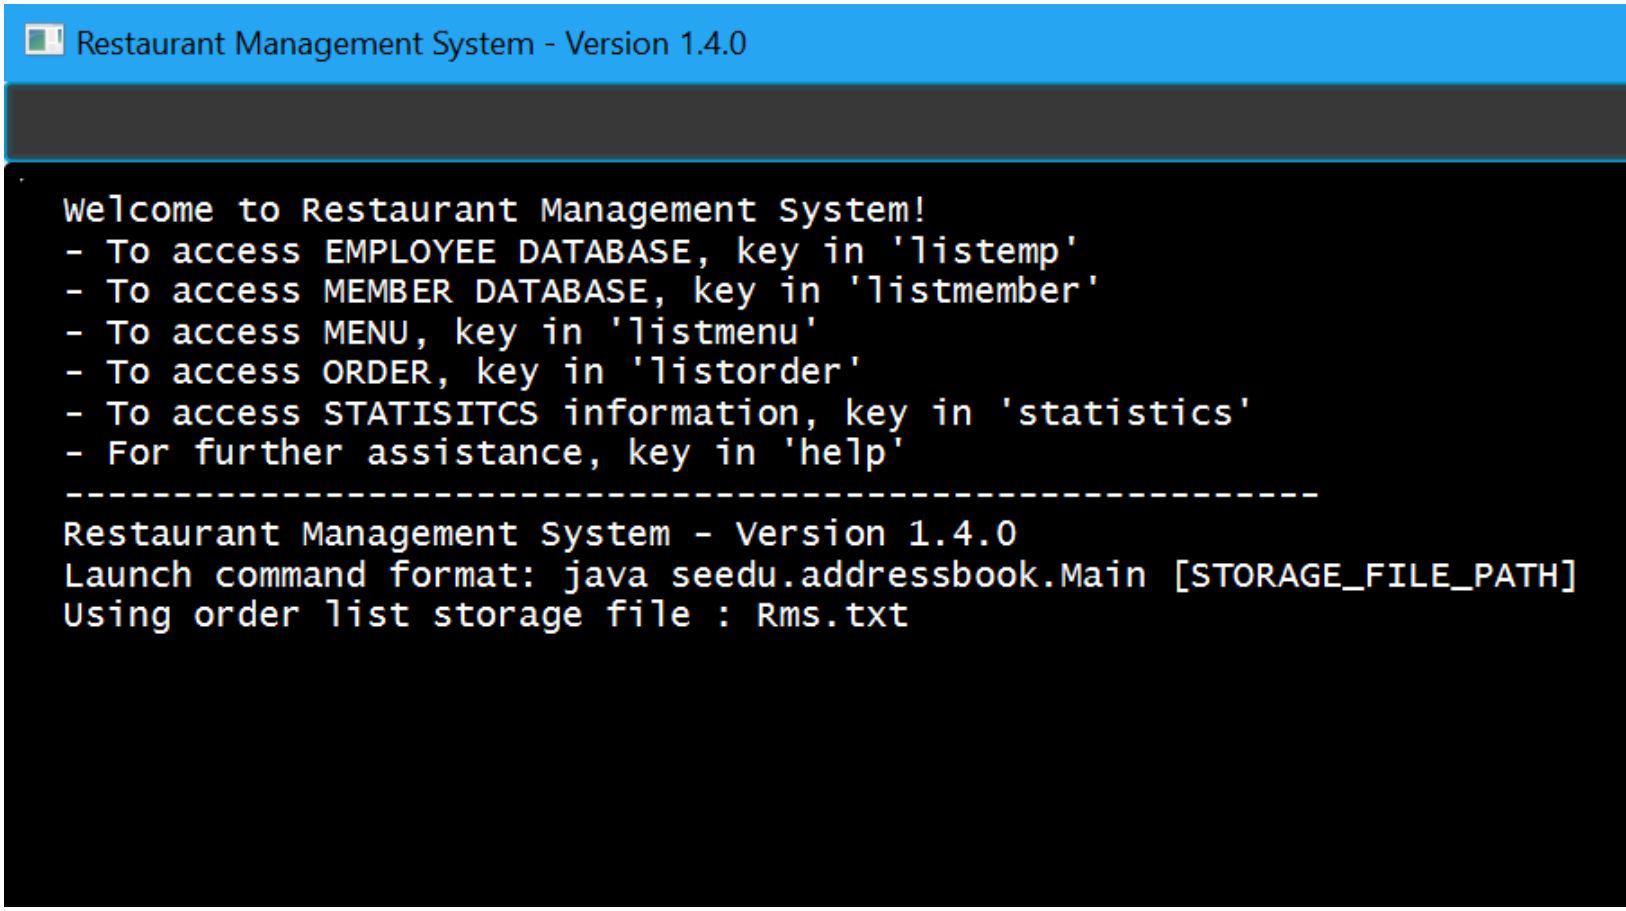 Restaurant Management System - Version 1.4.0
Welcome to Restaurant Management System!
- To access EMPLOYEE DATABASE, key in 'listemp'
- To access MEMBER DATABASE, key in 'listmember'
- To access MENU, key in 'listmenu'
- To access ORDER, key in 'listorder'
- To access STATISITCS information, key in 'statistics'
- For further assistance, key in 'help'
----------------------------------------------------------
Restaurant Management System - Version 1.4.0
Launch command format: java seedu.addressbook.Main [STORAGE_FILE_PATH]
Using order list storage file : Rms.txt